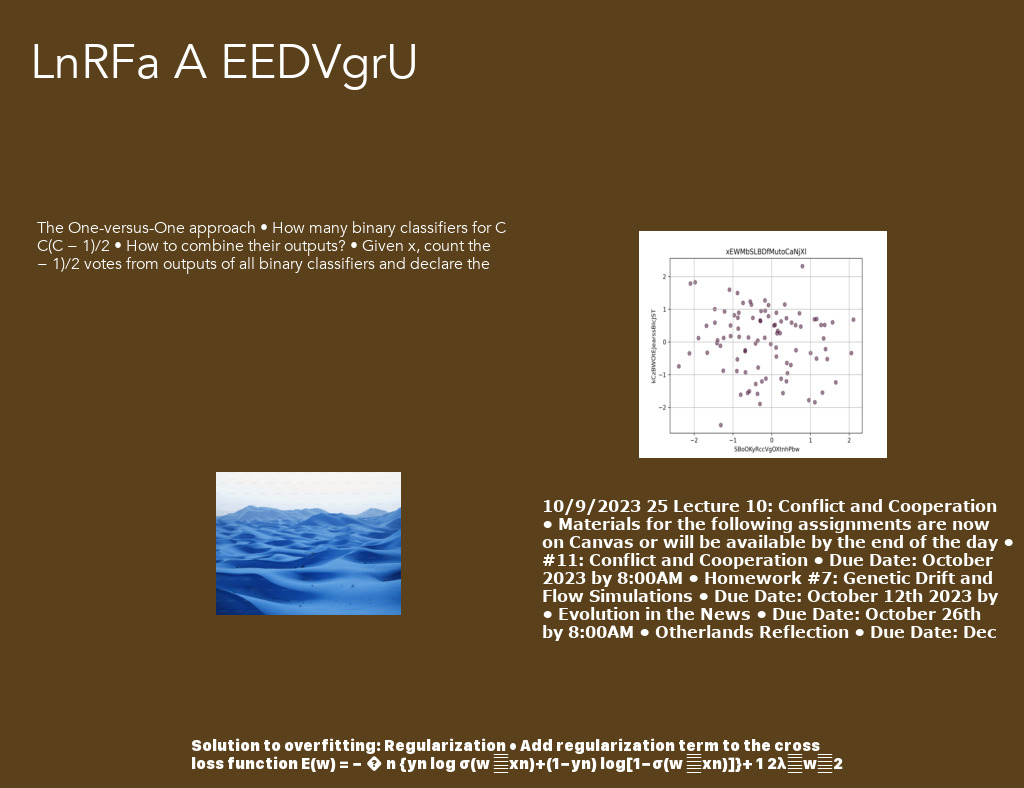 LnRFa A EEDVgrU
The One-versus-One approach • How many binary classifiers for C
C(C − 1)/2 • How to combine their outputs? • Given x, count the
− 1)/2 votes from outputs of all binary classifiers and declare the
xEWMbSLBDfMutoCaNjXl
2
1
0
−1
−2
−2 −1 0 1 2
SBoOKyRccVgOXtnhPbw
10/9/2023 25 Lecture 10: Conflict and Cooperation
• Materials for the following assignments are now
on Canvas or will be available by the end of the day •
#11: Conflict and Cooperation • Due Date: October
2023 by 8:00AM • Homework #7: Genetic Drift and
Flow Simulations • Due Date: October 12th 2023 by
• Evolution in the News • Due Date: October 26th
by 8:00AM • Otherlands Reflection • Due Date: Dec
Solution to overfitting: Regularization • Add regularization term to the cross
loss function E(w) = − � n {yn log σ(w xn)+(1−yn) log[1−σ(w xn)]}+ 1 2λ w 2